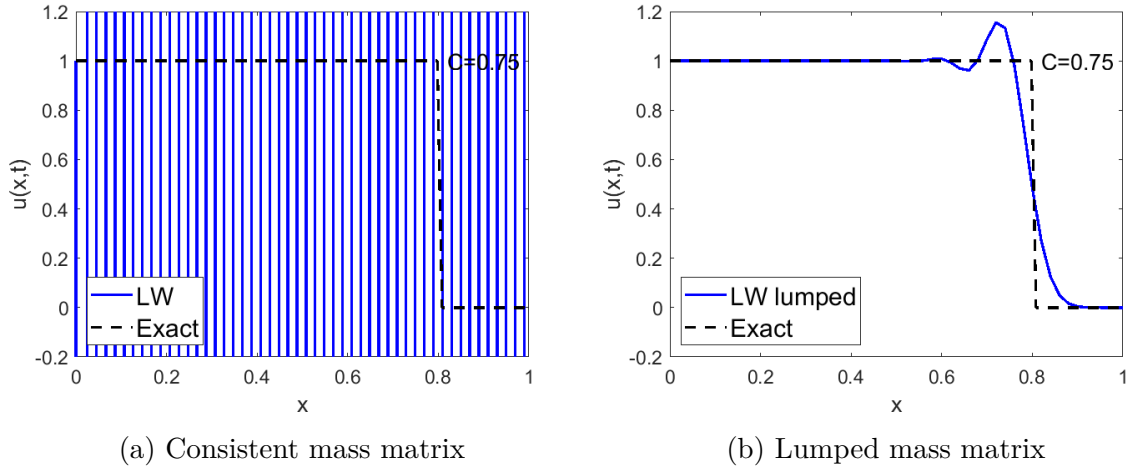 1.2
1
0.8
0.6
0.4
0.2
0
-0.2
u(x,t)
C=0.75
LW
Exact
0 0.2 0.4 0.6 0.8 1
x
(a) Consistent mass matrix
1.2
1
0.8
0.6
0.4
0.2
0
-0.2
u(x,t)
C=0.75
LW lumped
Exact
0 0.2 0.4 0.6 0.8 1
x
(b) Lumped mass matrix